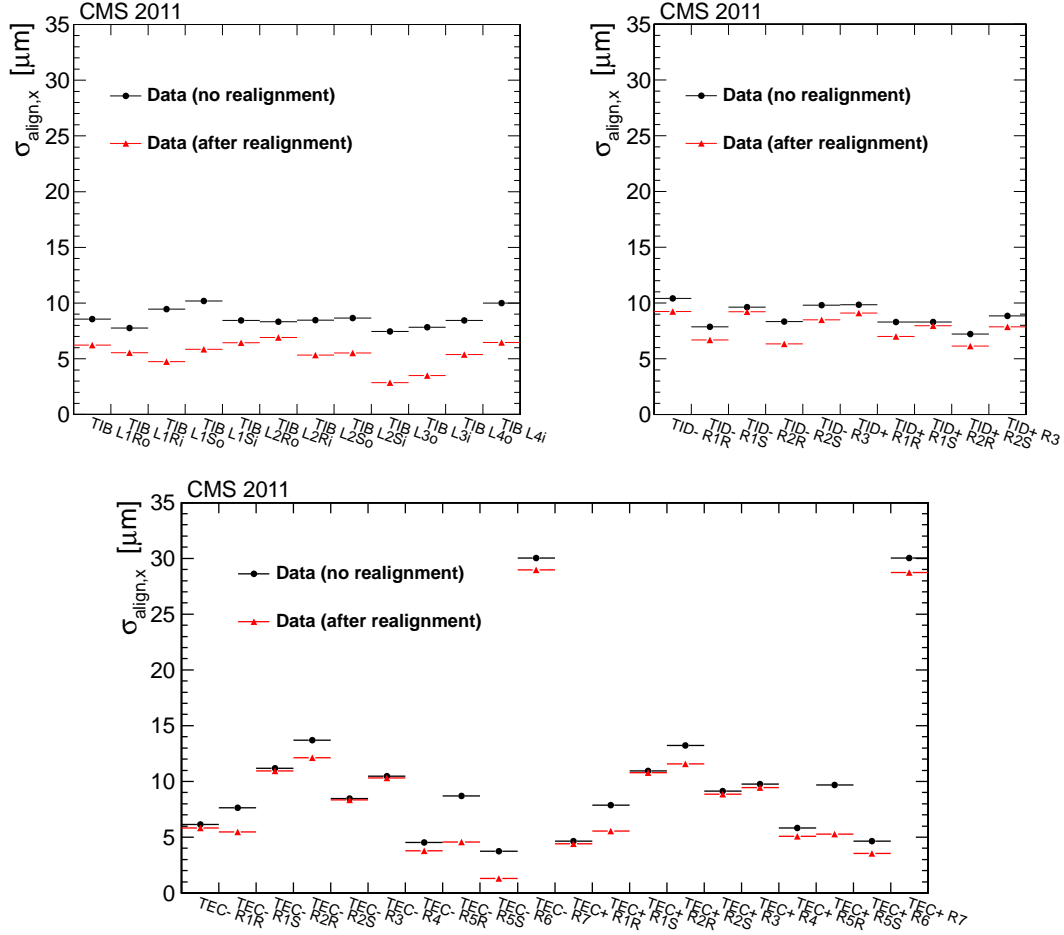 CMS 2011
σalign,x [μm]
35
30
25
20
15
10
5
0
Data (no realignment)
Data (after realignment)
TIB L1Ro
TIB L1Ri
TIB L1So
TIB L1Si
TIB L2Ro
TIB L2Ri
TIB L2So
TIB L2Si
TIB L3o
TIB L3i
TIB L4o
TIB L4i
CMS 2011
σalign,x [μm]
35
30
25
20
15
10
5
0
Data (no realignment)
Data (after realignment)
TID- R1R
TID- R1S
TID- R2R
TID- R2S
TID- R3
TID+ R1R
TID+ R1S
TID+ R2R
TID+ R2S
TID+ R3
CMS 2011
σalign,x [μm]
35
30
25
20
15
10
5
0
Data (no realignment)
Data (after realignment)
TEC- R1R
TEC- R1S
TEC- R2R
TEC- R2S
TEC- R3
TEC- R4
TEC- R5R
TEC- R5S
TEC- R6
TEC- R7
TEC+ R1R
TEC+ R1S
TEC+ R2R
TEC+ R2S
TEC+ R3
TEC+ R4
TEC+ R5R
TEC+ R5S
TEC+ R6
TEC+ R7